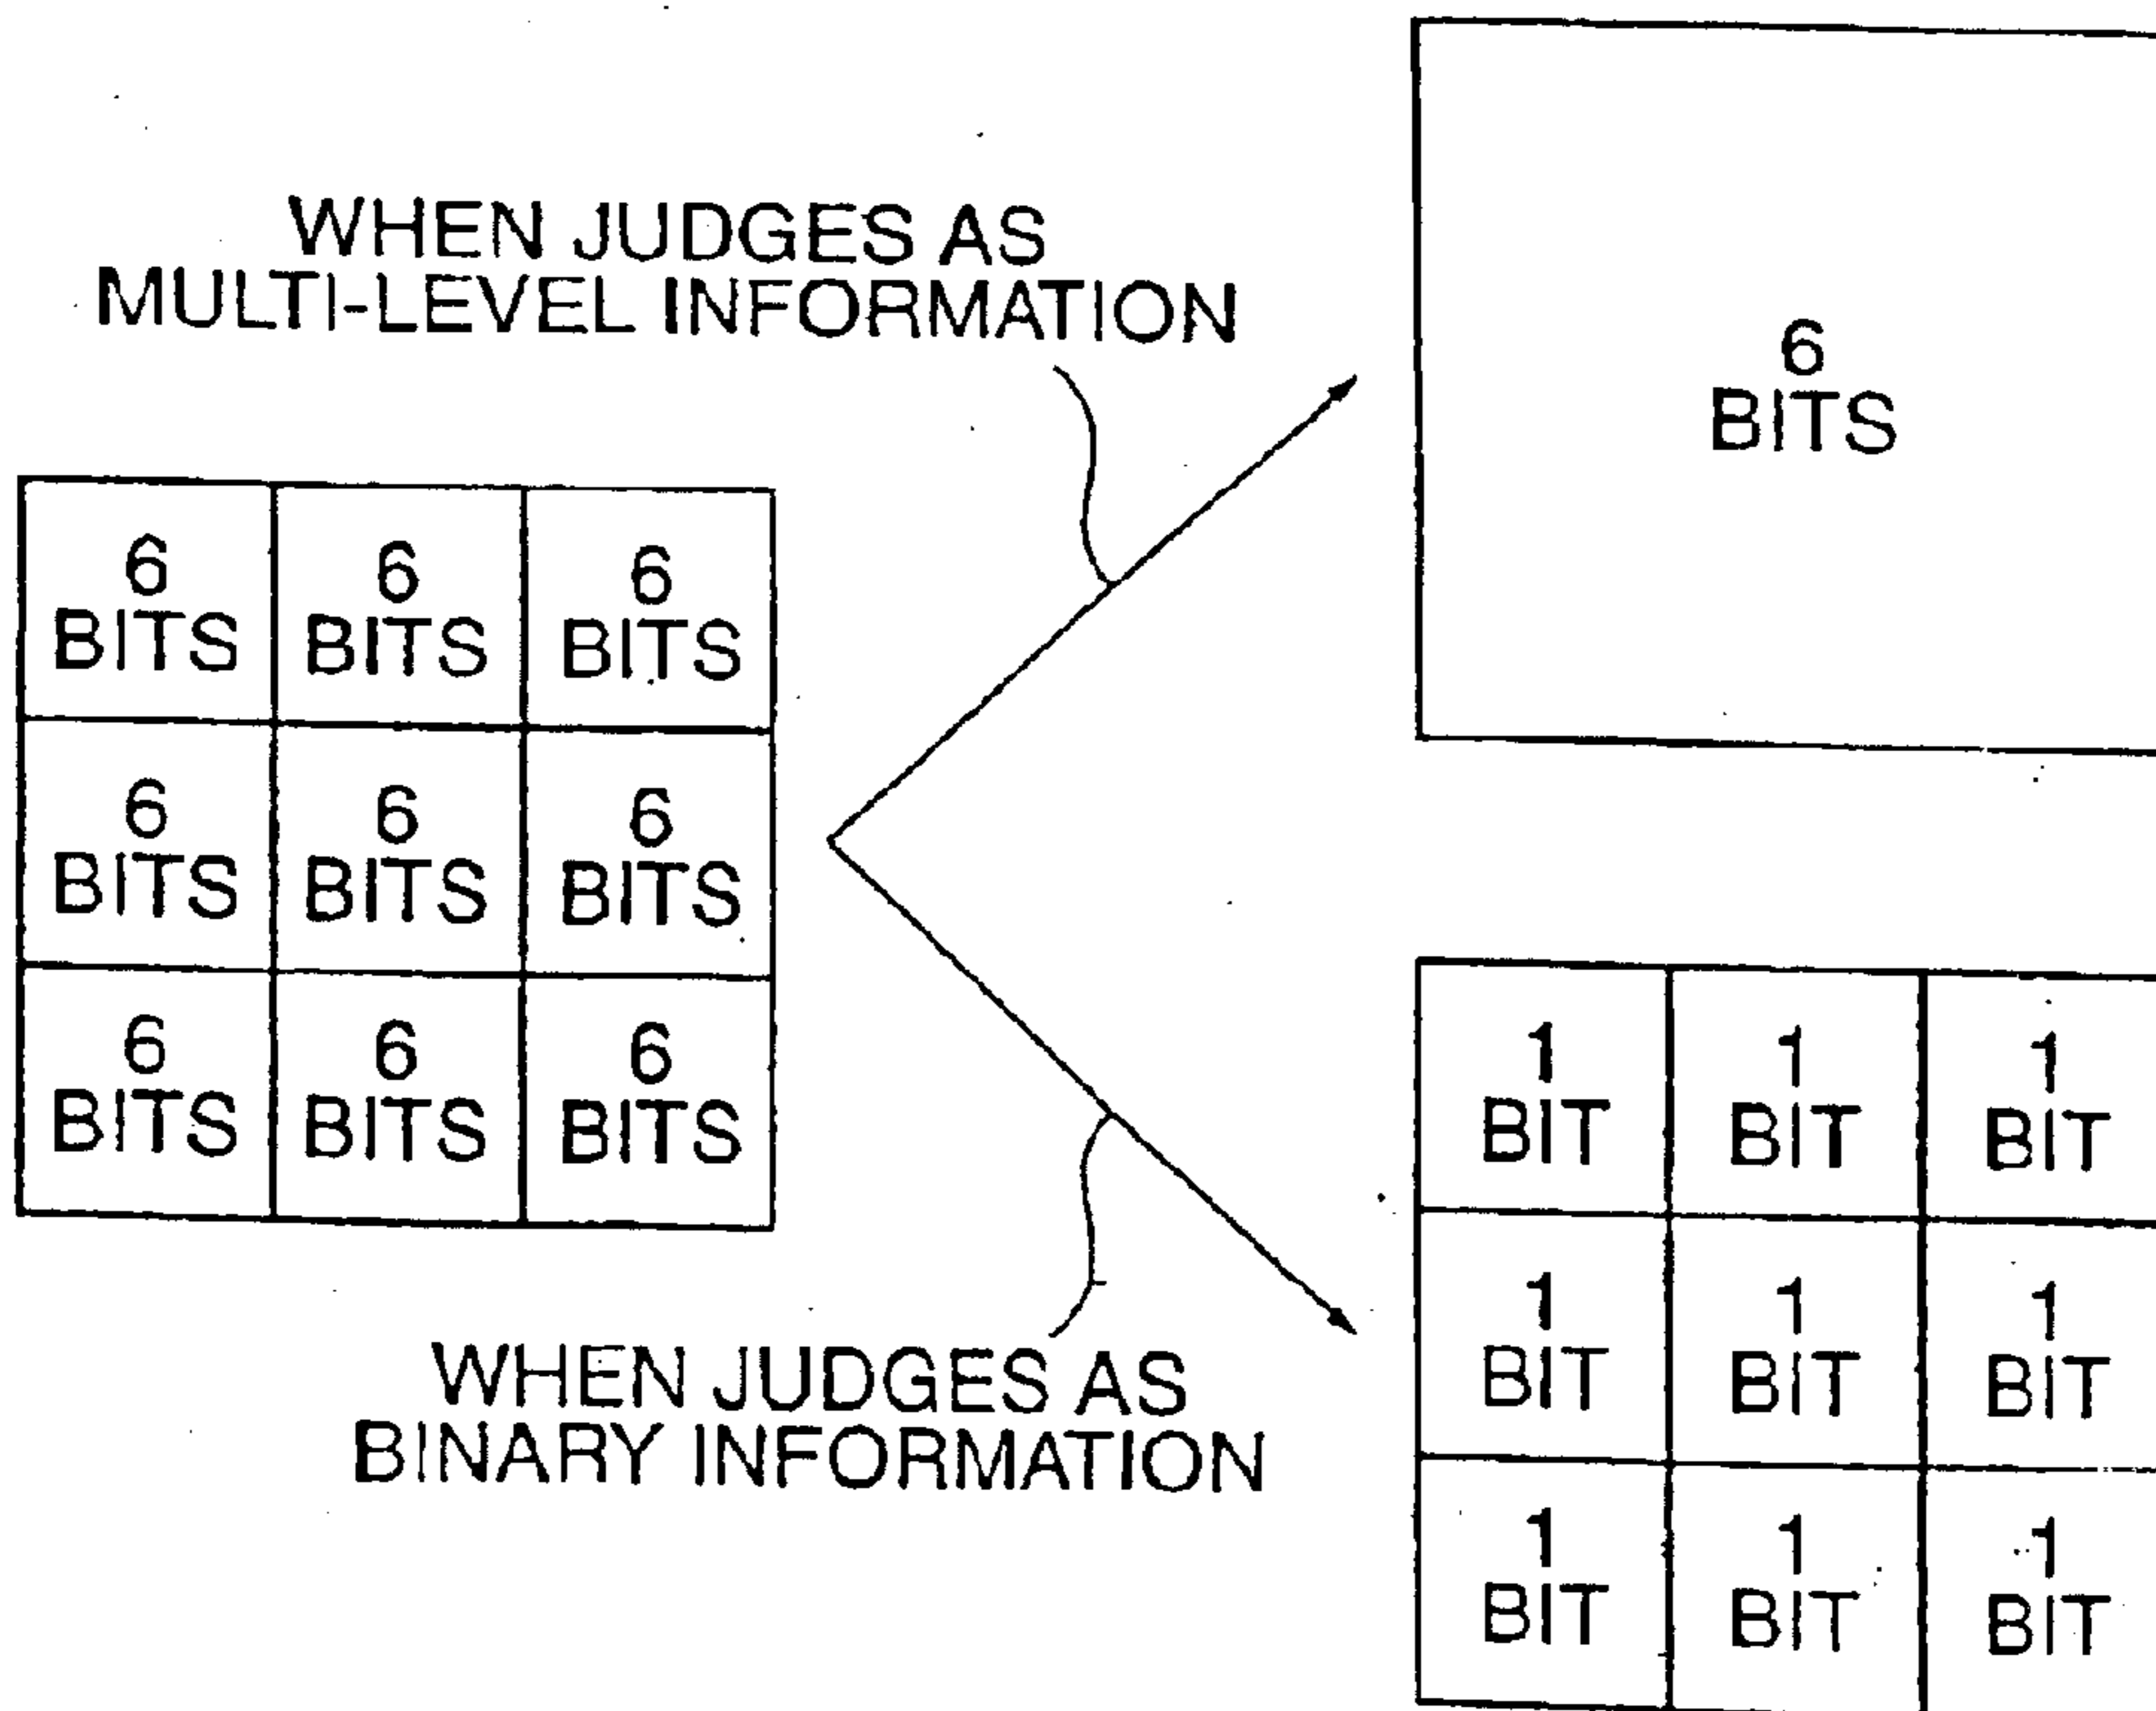 WHEN JUDGES AS
MULTI-LEVEL INFORMATION
6
BITS
6 6 6
BITS BITS BITS
6 6 6
BITS BITS BITS
6 6 6
BITS BITS BITS
1 1 1
BIT BIT BIT
1 1 1
BIT BIT BIT
1 1 1
BIT BIT BIT
WHEN JUDGES AS
BINARY INFORMATION